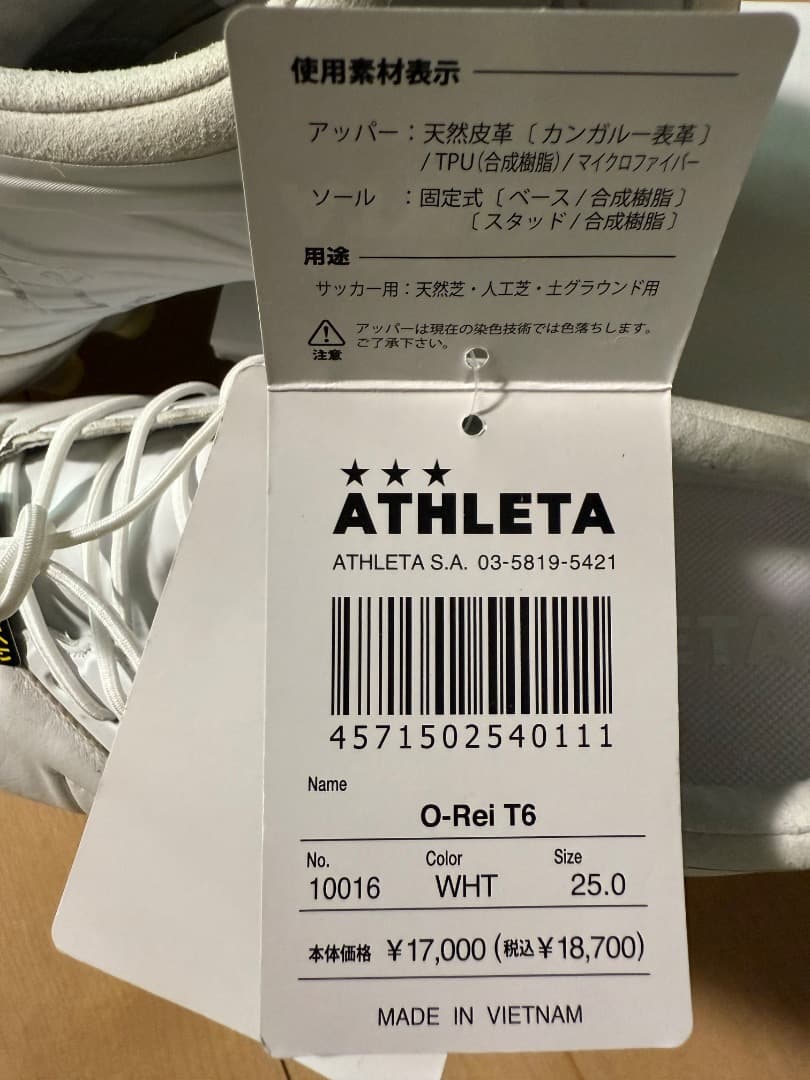 使用素材表示
アッパー：天然皮革〔カンガルー表革〕
/ TPU（合成樹脂）/ マイクロファイバー
ソール ：固定式〔ベース / 合成樹脂〕
〔スタッド / 合成樹脂〕
用途
サッカー用：天然芝・人工芝・土グラウンド用
注意
アッパーは現在の染色技術では色落ちします。
ご了承下さい。
★★★
ATHLETA
ATHLETA S.A. 03-5819-5421
4571502540111
Name
O-Rei T6
No. Color Size
10016 WHT 25.0
本体価格 ¥17,000（税込¥18,700）
MADE IN VIETNAM